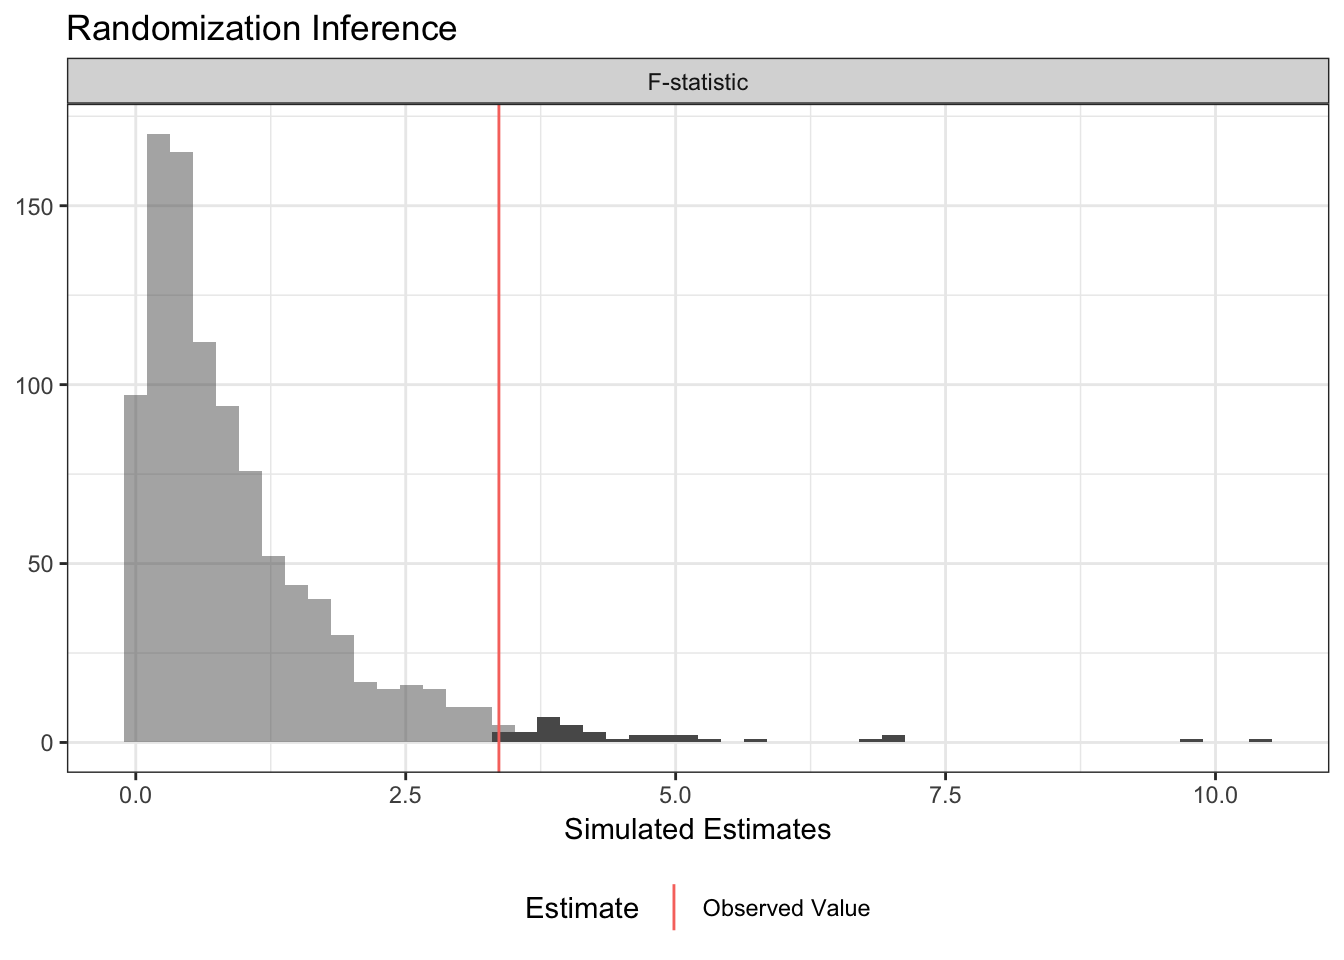 Randomization Inference
F-statistic
150
100
50
0
0.0 2.5 5.0 7.5 10.0
Simulated Estimates
Estimate Observed Value